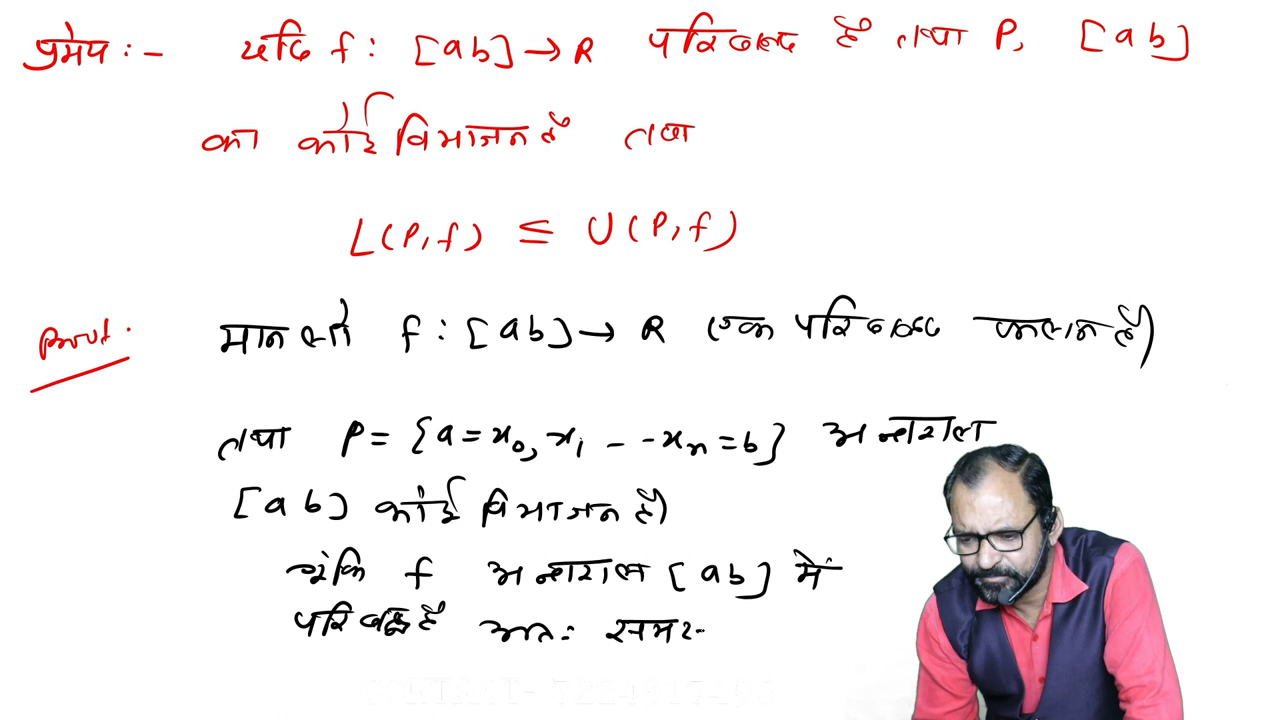 प्रमेय :- यदि f : [a b] → R परिबद्ध है तथा P, [a b]
का कोई विभाजन है तथा
L(P, f) ≤ U(P, f)
Proof.
मान लो f : [a b] → R (एक परिबद्ध फलन है)
तथा P = {a = x₀, x₁ - - xₙ = b} अन्तराल
[a b] कोई विभाजन है।
चूंकि f अन्तराल [a b] में
परिबद्ध है अतः